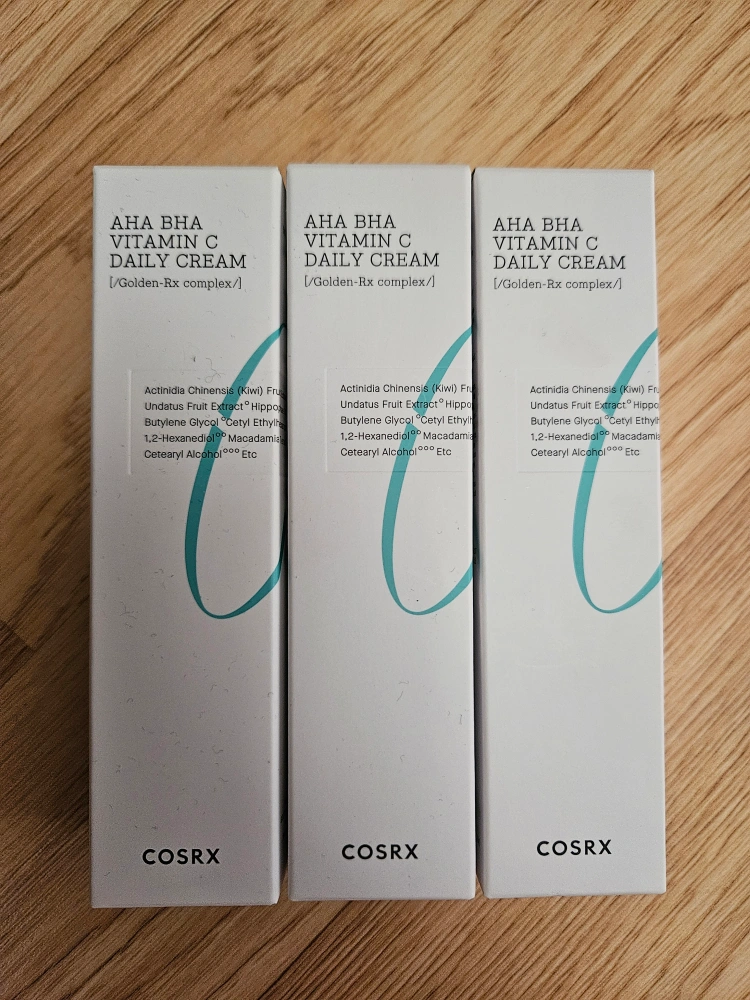 AHA BHA
VITAMIN C
DAILY CREAM
[/Golden-Rx complex/]
Actinidia Chinensis (Kiwi)
Undatus Fruit Extract°
Butylene Glycol °Cetyl
1,2-Hexanediol°° Macadamia
Cetearyl Alcohol°°° Etc
COSRX
AHA BHA
VITAMIN C
DAILY CREAM
[/Golden-Rx complex/]
Actinidia Chinensis (Kiwi)
Undatus Fruit Extract°
Butylene Glycol °Cetyl
1,2-Hexanediol°° Macadamia
Cetearyl Alcohol°°° Etc
COSRX
AHA BHA
VITAMIN C
DAILY CREAM
[/Golden-Rx complex/]
Actinidia Chinensis (Kiwi)
Undatus Fruit Extract°
Butylene Glycol °Cetyl
1,2-Hexanediol°° Macadamia
Cetearyl Alcohol°°° Etc
COSRX